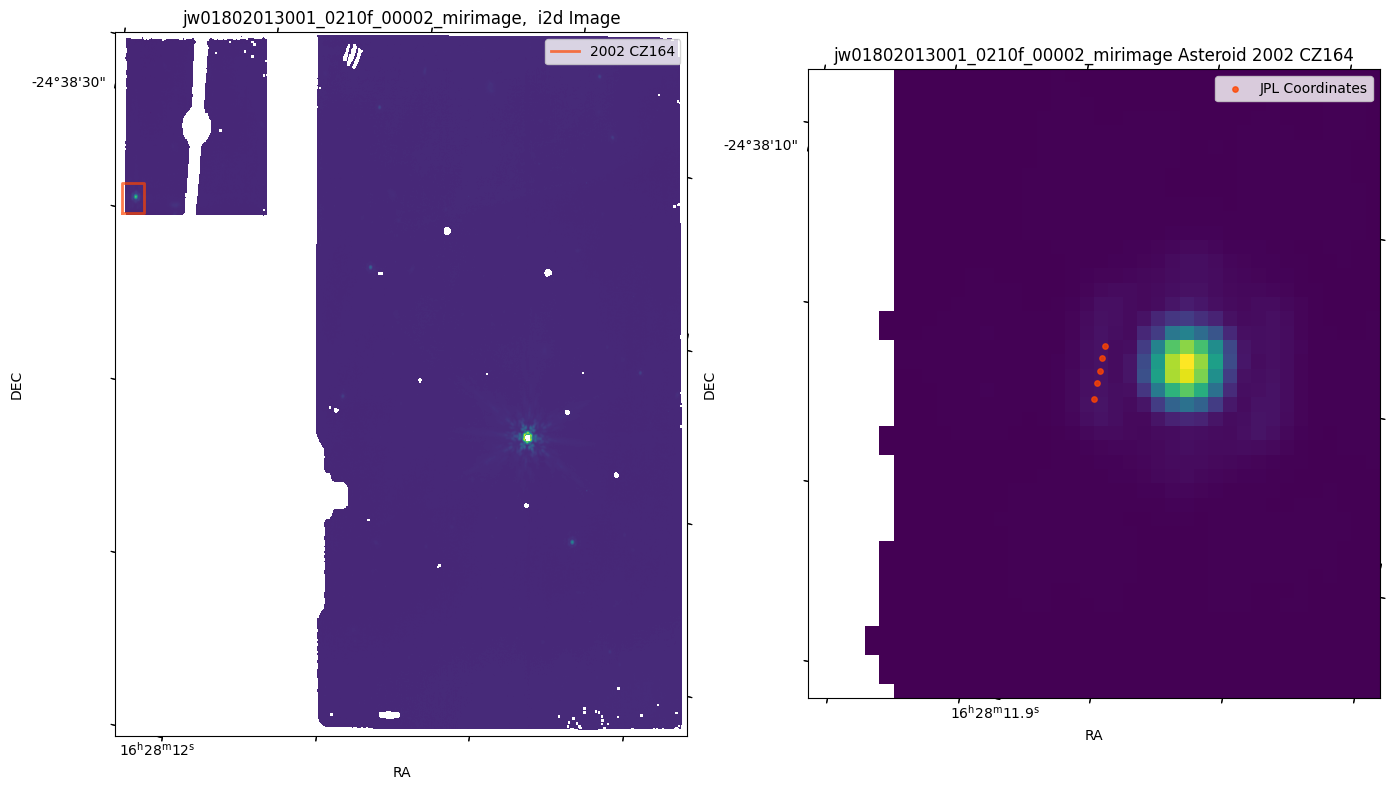 jw01802013001_0210f_00002_mirimage,  i2d Image
2002 CZ164
-24°38'30"
DEC
16ʰ28ᵐ12ˢ
RA
jw01802013001_0210f_00002_mirimage Asteroid 2002 CZ164
JPL Coordinates
-24°38'10"
DEC
16ʰ28ᵐ11.9ˢ
RA